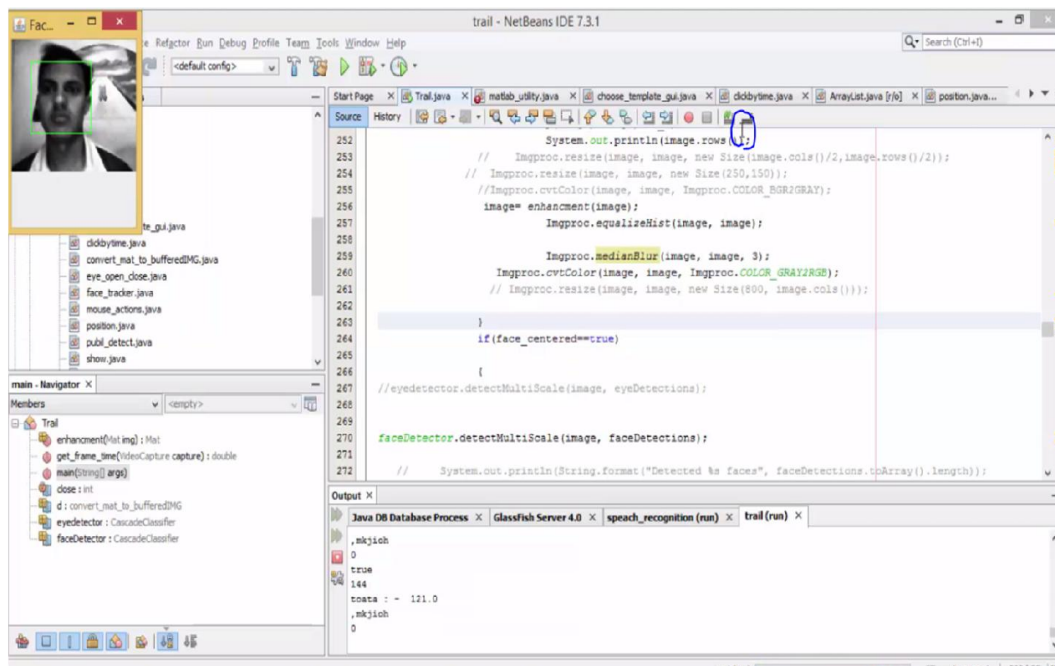 Fac...
trail - NetBeans IDE 7.3.1
Refactor Run Debug Profile Team Tools Window Help
Search (Ctrl+I)
<default config>
Start Page Trail.java matlab_utility.java choose_template_gui.java clickbytime.java ArrayList.java [r/o] position.java...
Source History
252 System.out.println(image.rows());
253 // Imgproc.resize(image, image, new Size(image.cols()/2,image.rows()/2));
254 // Imgproc.resize(image, image, new Size(250,150));
255 //Imgproc.cvtColor(image, image, Imgproc.COLOR_BGR2GRAY);
256 image= enhancment(image);
257 Imgproc.equalizeHist(image, image);
258
259 Imgproc.medianBlur(image, image, 3);
260 Imgproc.cvtColor(image, image, Imgproc.COLOR_GRAY2RGB);
261 // Imgproc.resize(image, image, new Size(800, image.cols()));
262
263 }
264 if(face_centered==true)
265
266 {
267 //eyedetector.detectMultiScale(image, eyeDetections);
268
269
270 faceDetector.detectMultiScale(image, faceDetections);
271
272 // System.out.println(String.format("Detected %s faces", faceDetections.toArray().length));
te_gui.java
clickbytime.java
convert_mat_to_bufferedIMG.java
eye_open_close.java
face_tracker.java
mouse_actions.java
position.java
pubil_detect.java
show.java
main - Navigator
Members <empty>
Trail
enhancment(Mat img) : Mat
get_frame_time(VideoCapture capture) : double
main(String[] args)
close : int
d : convert_mat_to_bufferedIMG
eyedetector : CascadeClassifier
faceDetector : CascadeClassifier
Output
Java DB Database Process GlassFish Server 4.0 speach_recognition (run) trail (run)
,mkjioh
0
true
144
toata : - 121.0
,mkjioh
0